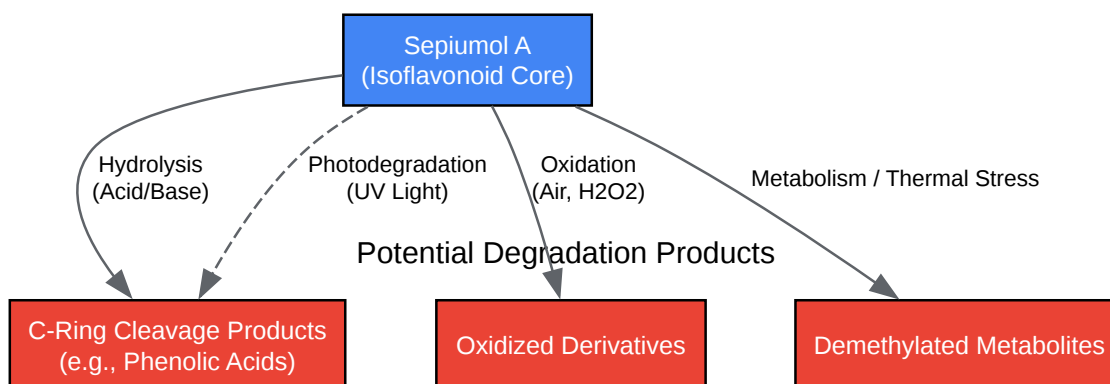 Sepiumol A
(Isoflavonoid Core)
Hydrolysis
(Acid/Base)
Photodegradation
(UV Light)
Oxidation
(Air, H2O2)
Metabolism / Thermal Stress
Potential Degradation Products
C-Ring Cleavage Products
(e.g., Phenolic Acids)
Oxidized Derivatives
Demethylated Metabolites